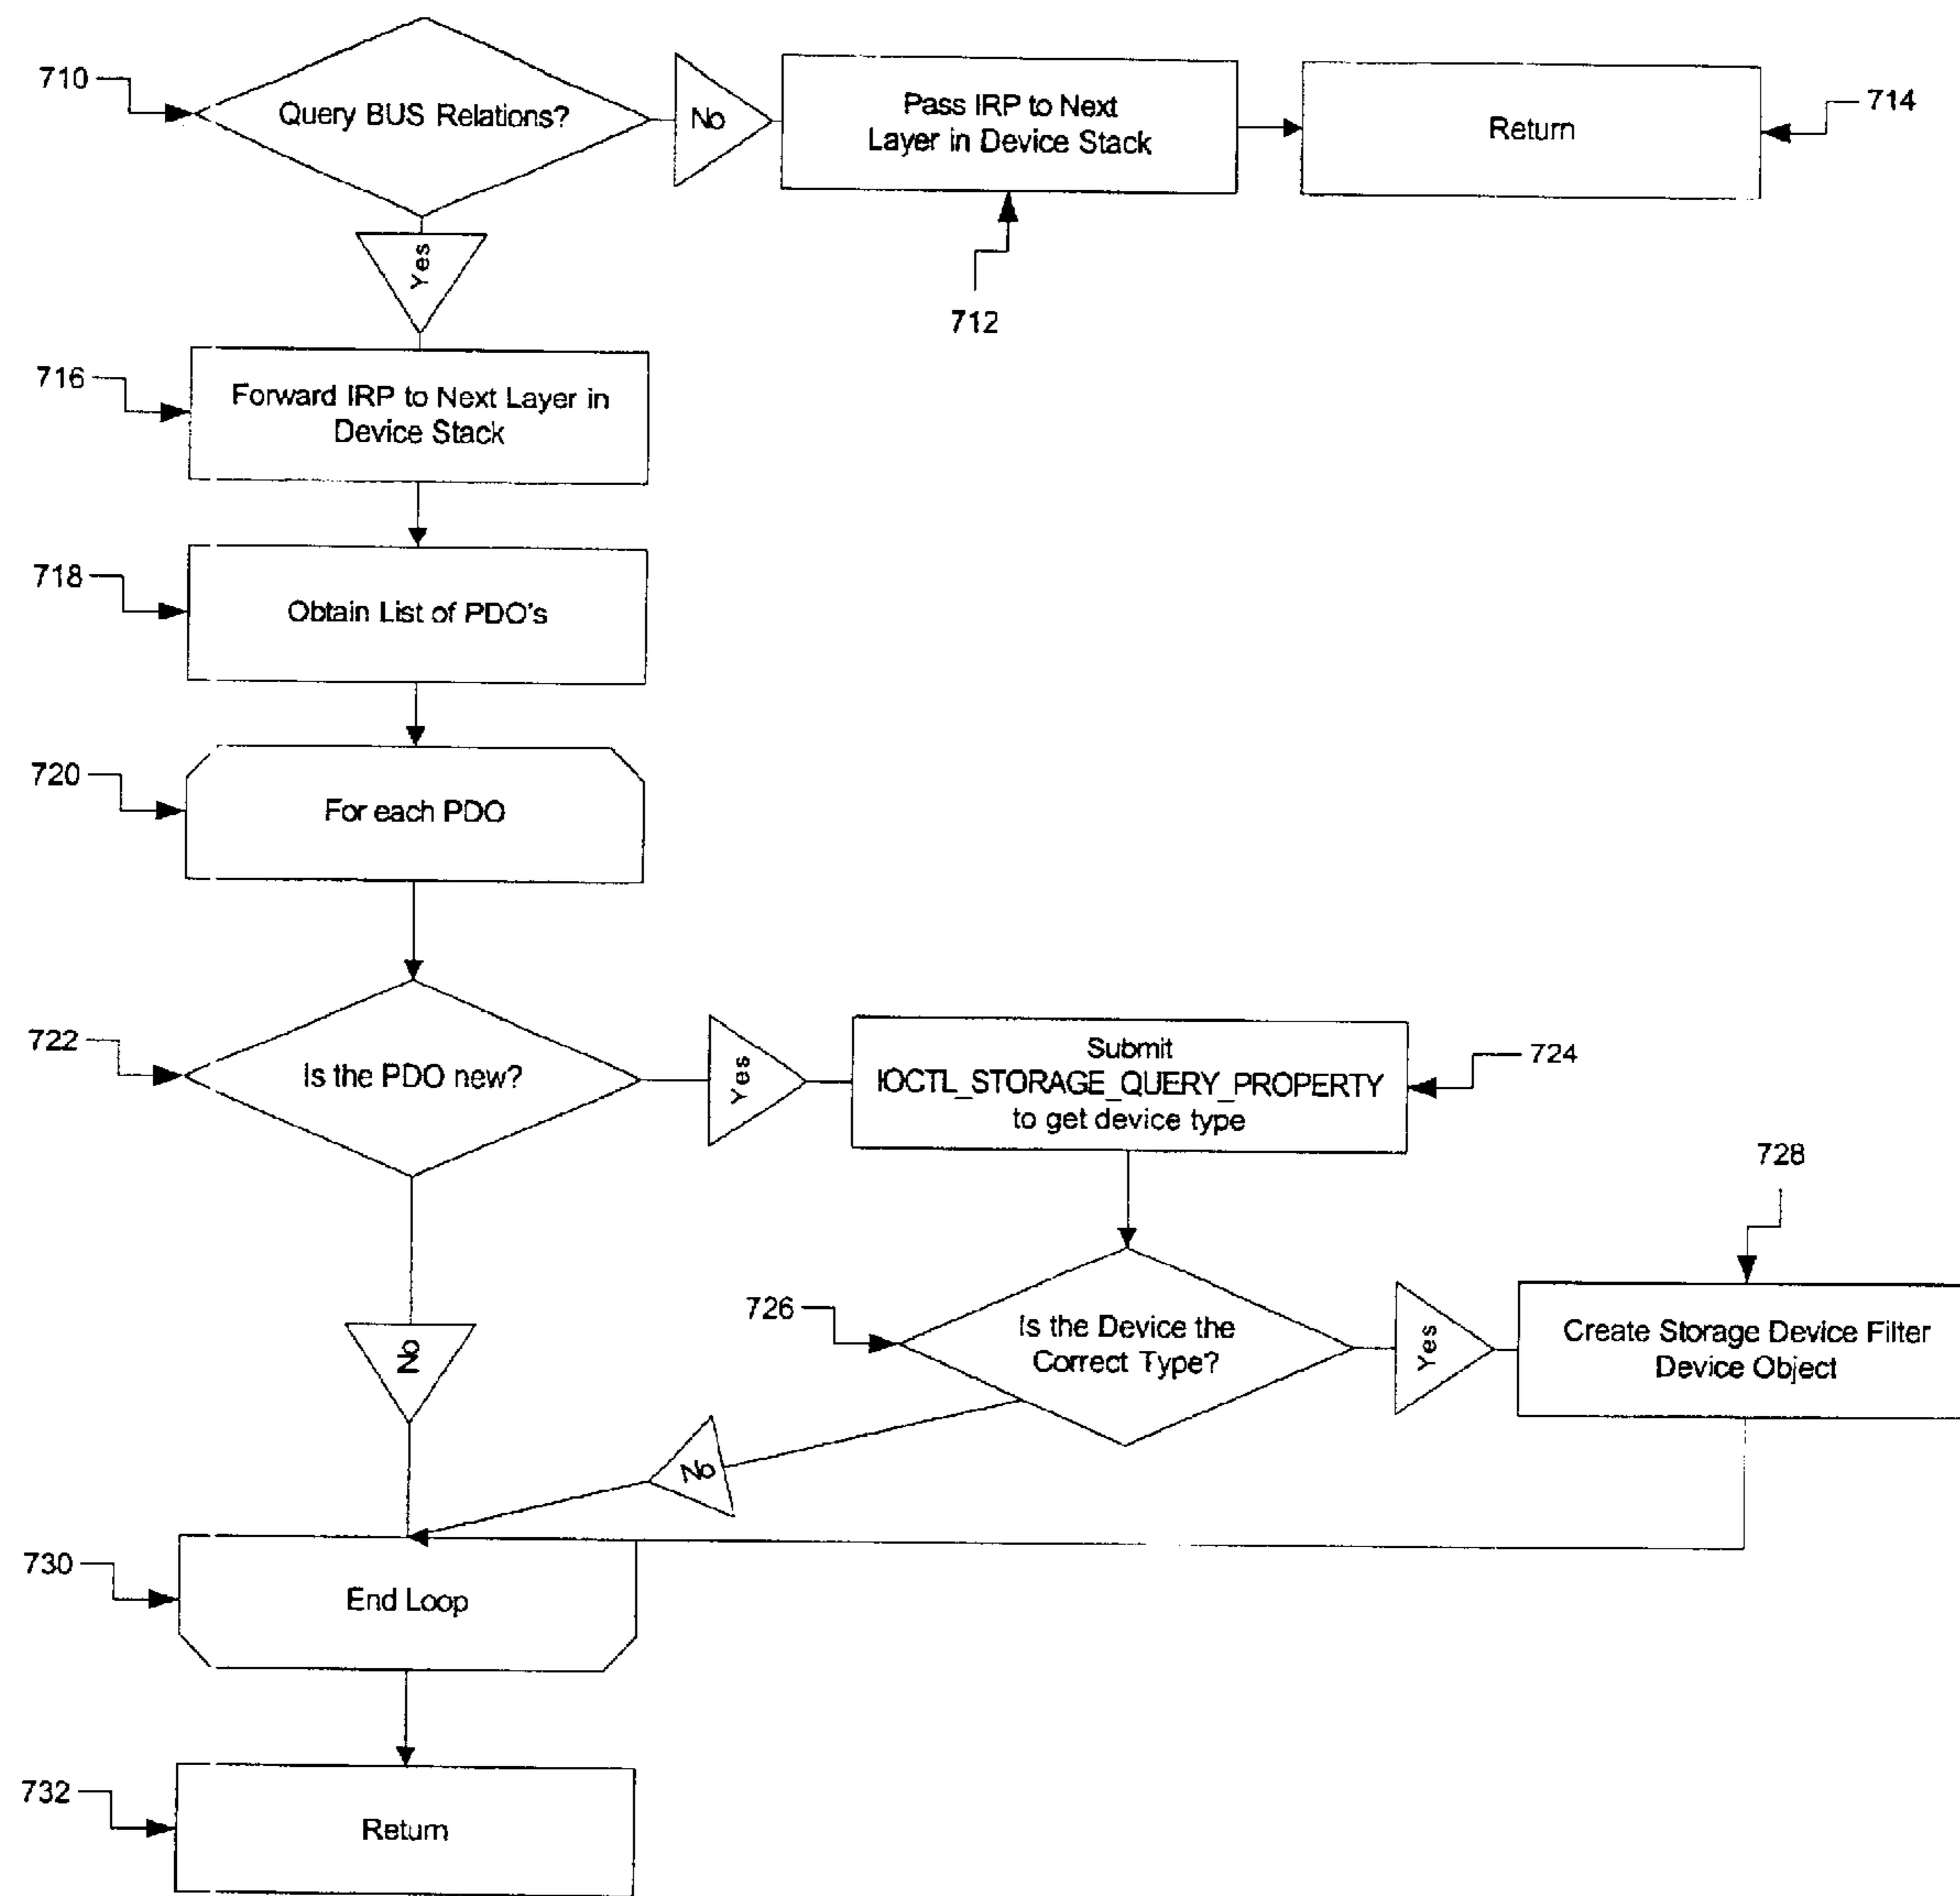 710
Query BUS Relations?
No
Pass IRP to Next
Layer in Device Stack
Return
714
712
Yes
716
Forward IRP to Next Layer in
Device Stack
718
Obtain List of PDO's
720
For each PDO
722
Is the PDO new?
Yes
Submit
IOCTL_STORAGE_QUERY_PROPERTY
to get device type
724
728
726
Is the Device the
Correct Type?
Yes
Create Storage Device Filter
Device Object
No
No
730
End Loop
732
Return